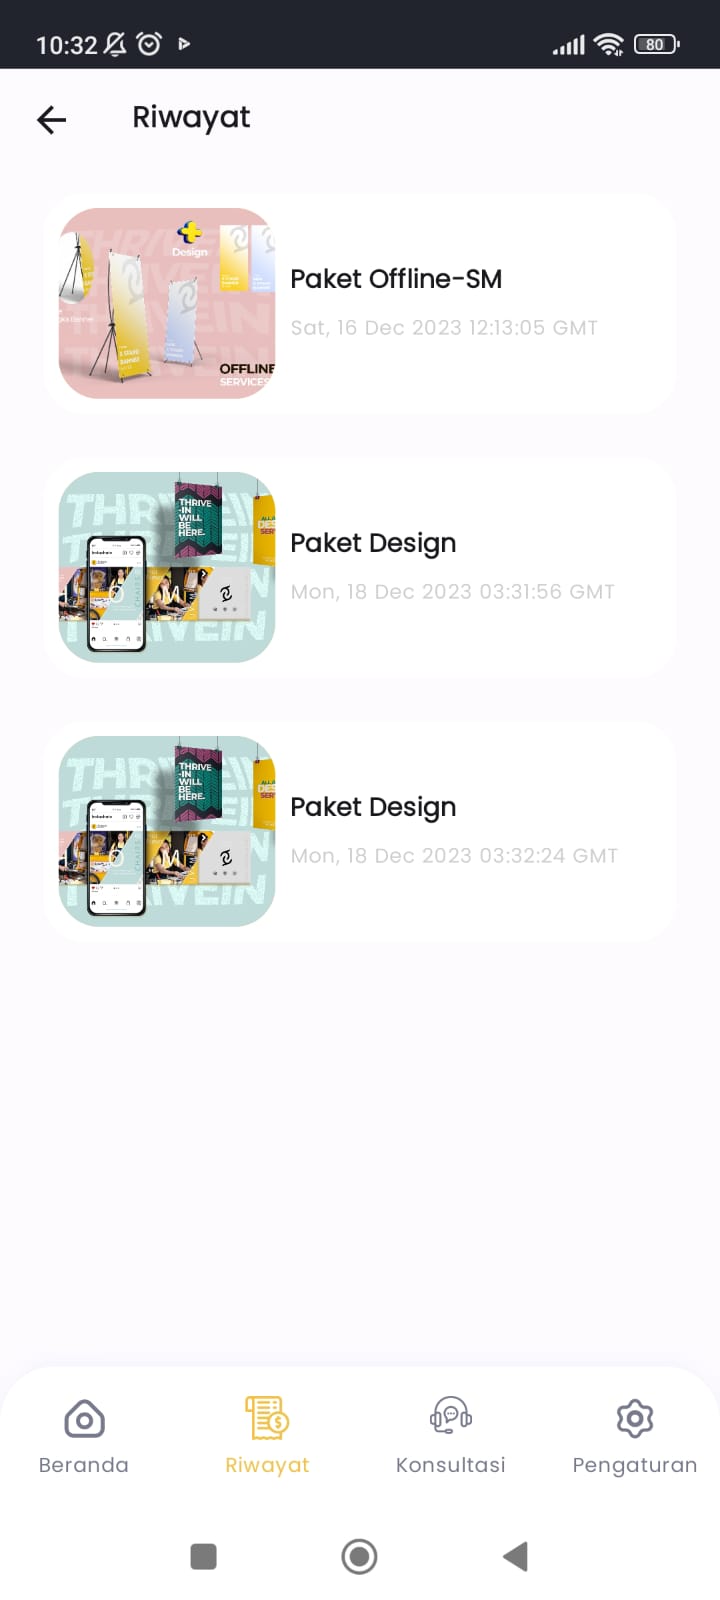 10:32
80
Riwayat
Design
OFFLINE
SERVICES
Paket Offline-SM
Sat, 16 Dec 2023 12:13:05 GMT
THRIVE
-IN
WILL
BE
HERE.
THRIVEIN
Paket Design
Mon, 18 Dec 2023 03:31:56 GMT
THRIVE
-IN
WILL
BE
HERE.
THRIVEIN
Paket Design
Mon, 18 Dec 2023 03:32:24 GMT
Beranda
Riwayat
Konsultasi
Pengaturan